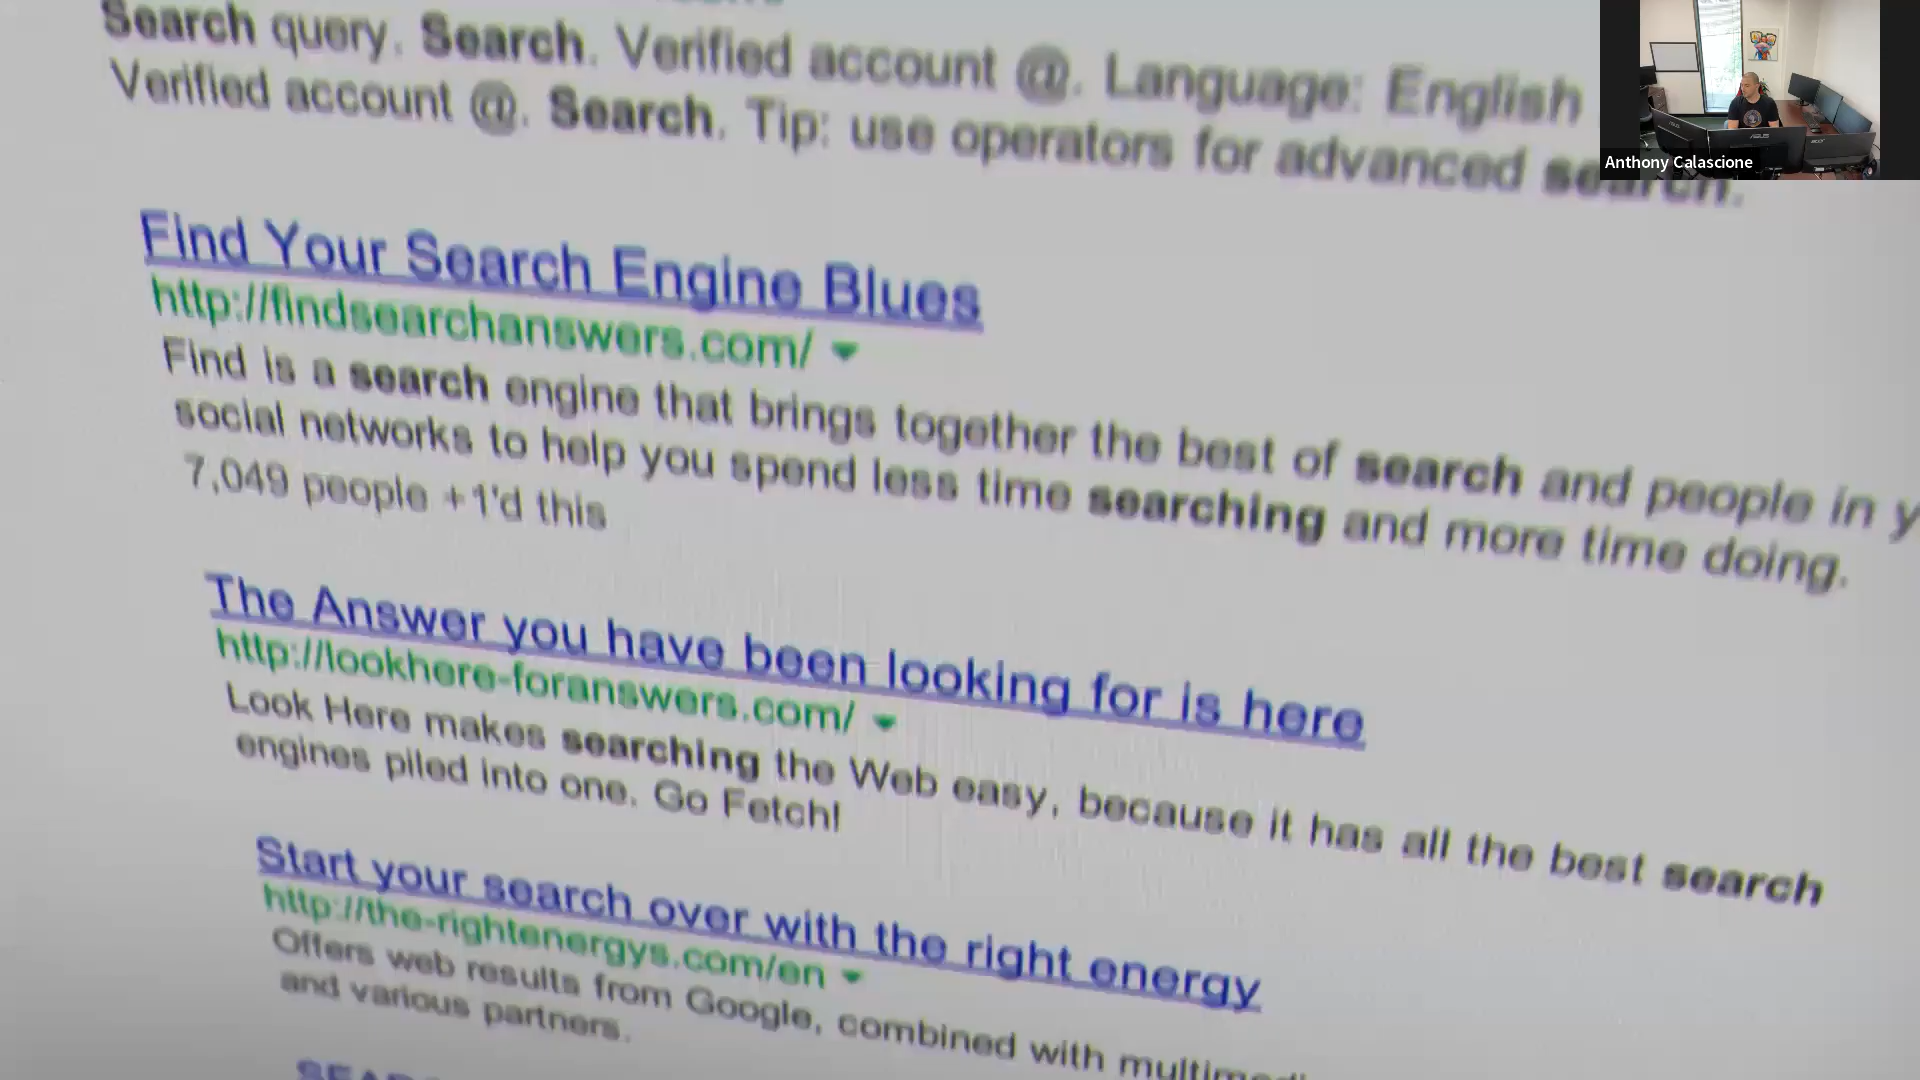 Search query. Search. Verified account @. Language: English
Verified account @. Search. Tip: use operators for advanced search.
Find Your Search Engine Blues
http://findsearchanswers.com/
Find is a search engine that brings together the best of search and people in y
social networks to help you spend less time searching and more time doing.
7,049 people +1'd this
The Answer you have been looking for is here
http://lookhere-foranswers.com/
Look Here makes searching the Web easy, because it has all the best search
engines piled into one. Go Fetch!
Start your search over with the right energy
http://the-rightenergys.com/en
Offers web results from Google, combined with multimedi
and various partners.
Anthony Calascione